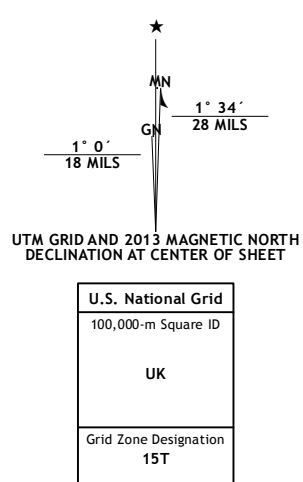 ★
MN
1° 34´
GN
28 MILS
1° 0´
18 MILS
UTM GRID AND 2013 MAGNETIC NORTH
DECLINATION AT CENTER OF SHEET
U.S. National Grid
100,000-m Square ID
UK
Grid Zone Designation
15T